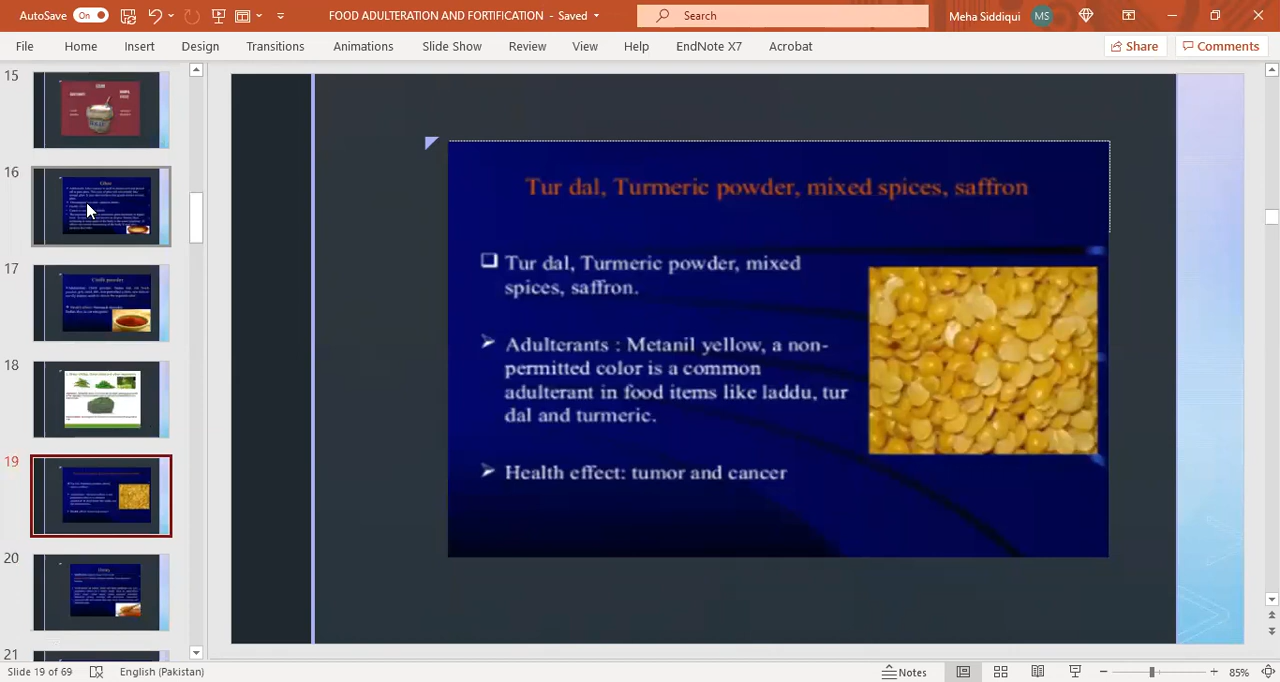 AutoSave On
FOOD ADULTERATION AND FORTIFICATION - Saved
Search
Meha Siddiqui MS
File Home Insert Design Transitions Animations Slide Show Review View Help EndNote X7 Acrobat
Share Comments
15
16
17
Chilli powder
18
19
20
21
Tur dal, Turmeric powder, mixed spices, saffron
Tur dal, Turmeric powder, mixed
spices, saffron.
Adulterants : Metanil yellow, a non-
permitted color is a common
adulterant in food items like laddu, tur
dal and turmeric.
Health effect: tumor and cancer
Slide 19 of 69 English (Pakistan)
Notes 85%